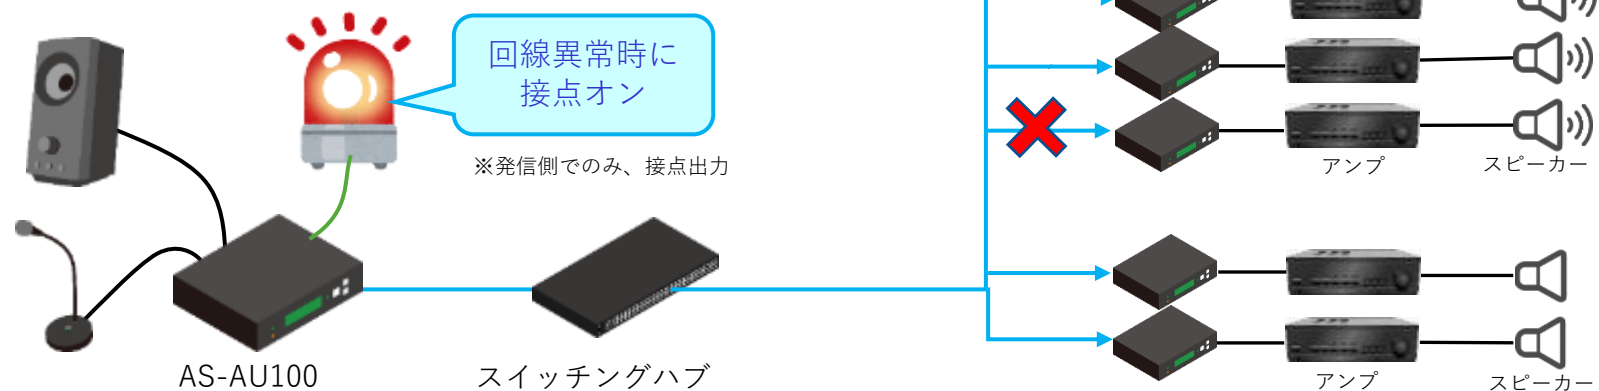 回線異常時に
接点オン
※発信側でのみ、接点出力
アンプ
スピーカー
AS-AU100
スイッチングハブ
アンプ
スピーカー